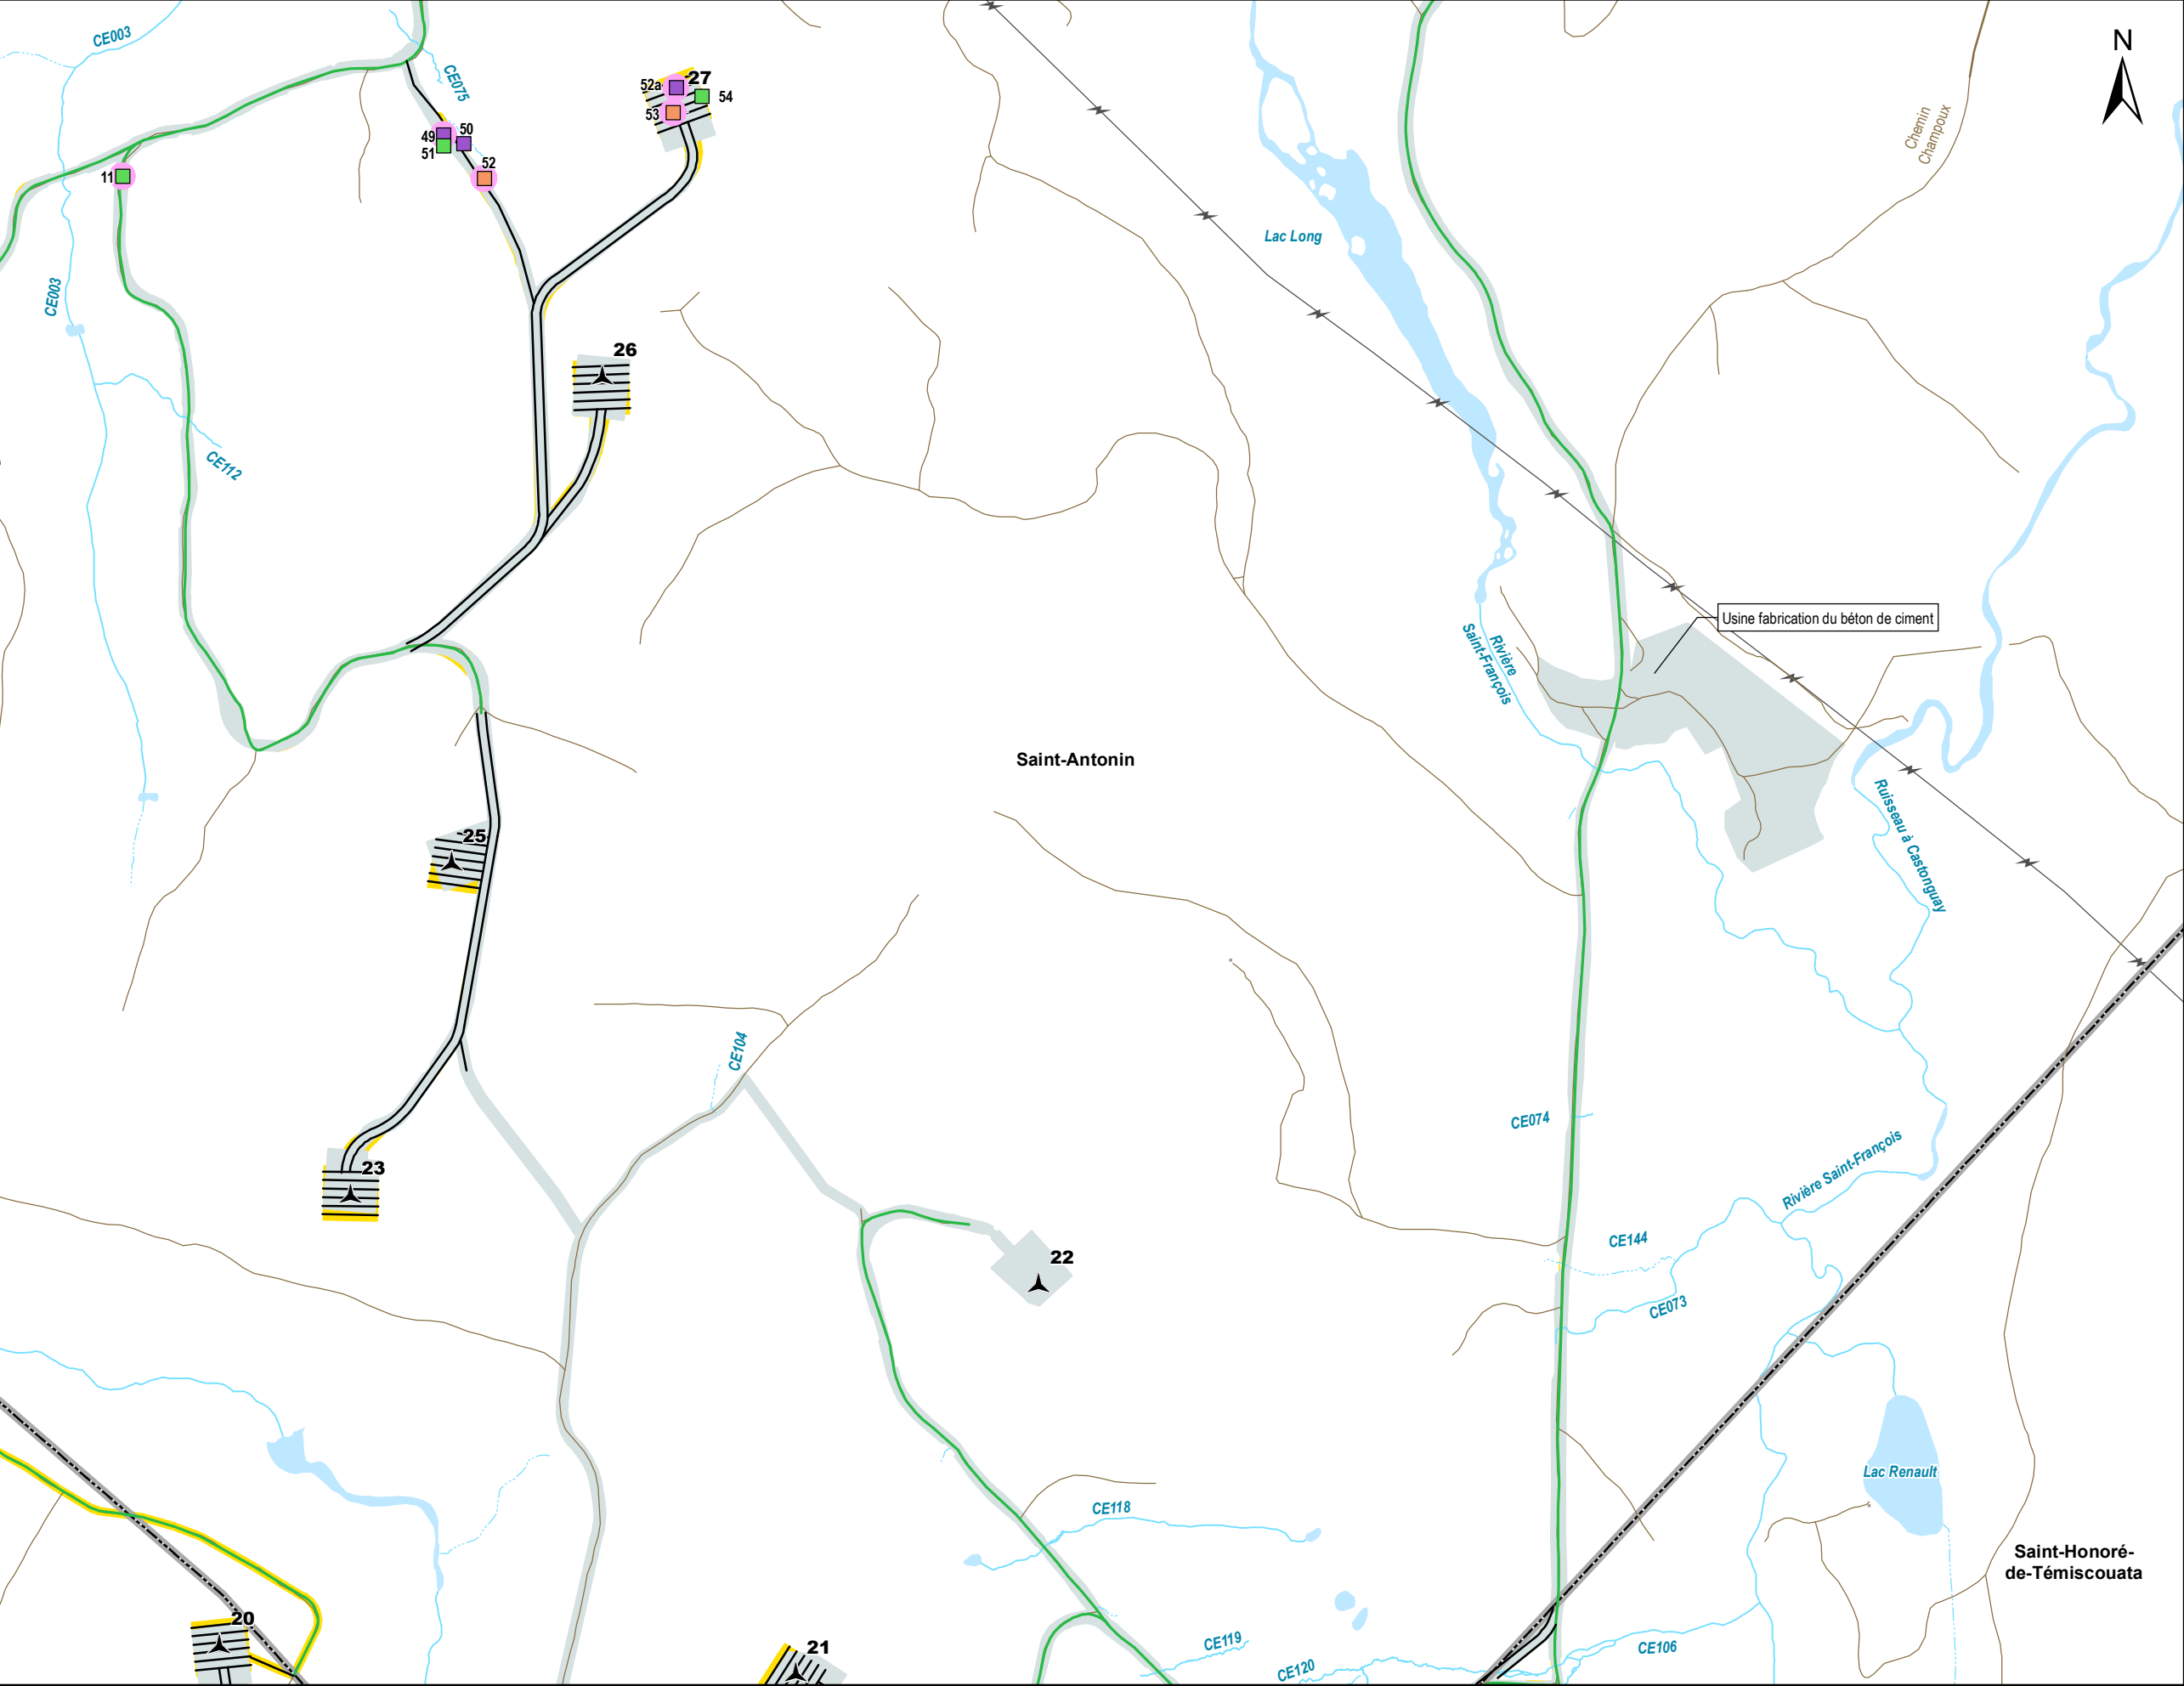 CE003
CE075
N
52a
27
54
53
49
50
51
52
11
Chemin
Champoux
Lac Long
CE003
26
CE112
Usine fabrication du béton de ciment
Rivière
Saint-François
Saint-Antonin
25
Ruisseau à Castonguay
CE104
CE074
23
Rivière Saint-François
22
CE144
CE073
Lac Renault
CE118
Saint-Honoré-
de-Témiscouata
20
21
CE119
CE106
CE120